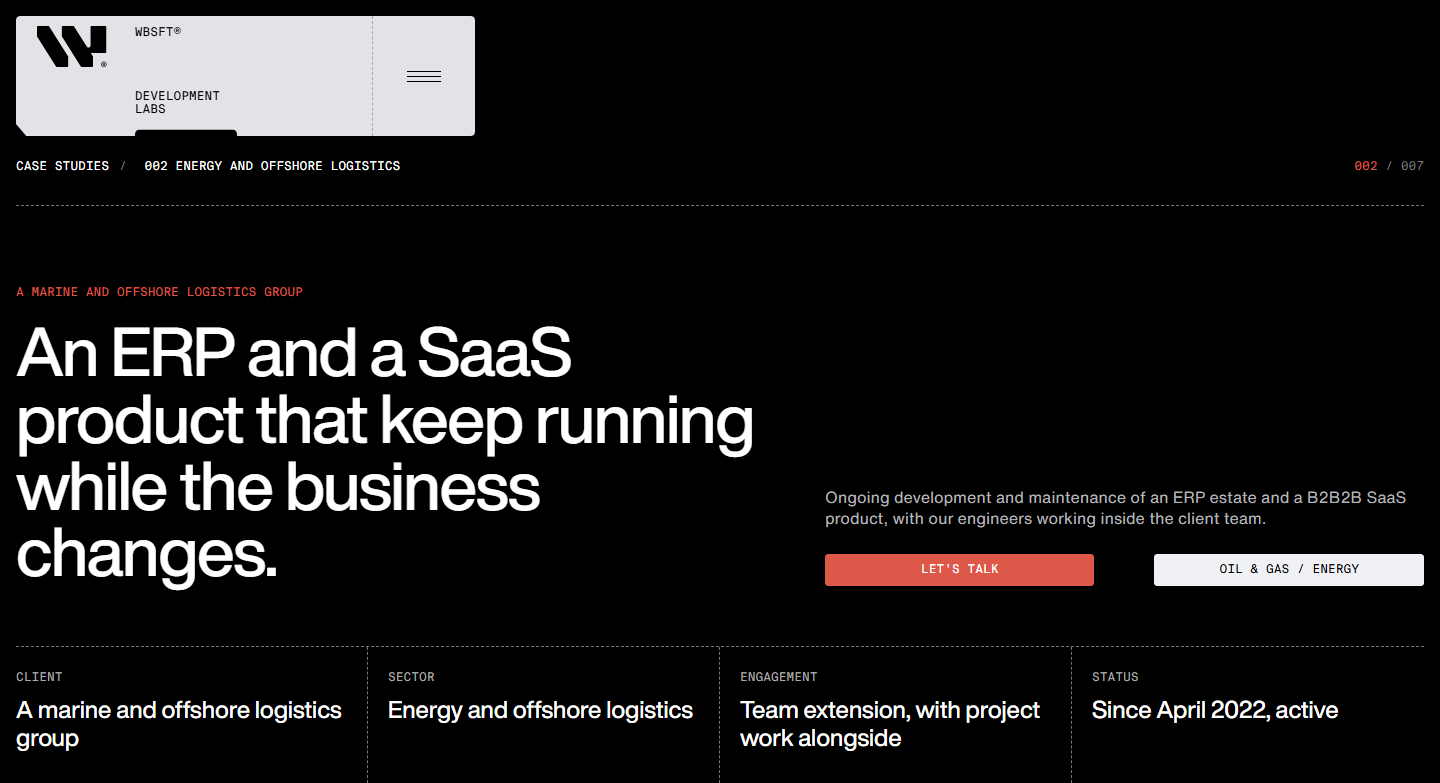 W®
WBSFT®
DEVELOPMENT
LABS
CASE STUDIES / 002 ENERGY AND OFFSHORE LOGISTICS
002 / 007
A MARINE AND OFFSHORE LOGISTICS GROUP
An ERP and a SaaS
product that keep running
while the business
changes.
Ongoing development and maintenance of an ERP estate and a B2B2B SaaS
product, with our engineers working inside the client team.
LET'S TALK
OIL & GAS / ENERGY
CLIENT
A marine and offshore logistics
group
SECTOR
Energy and offshore logistics
ENGAGEMENT
Team extension, with project
work alongside
STATUS
Since April 2022, active